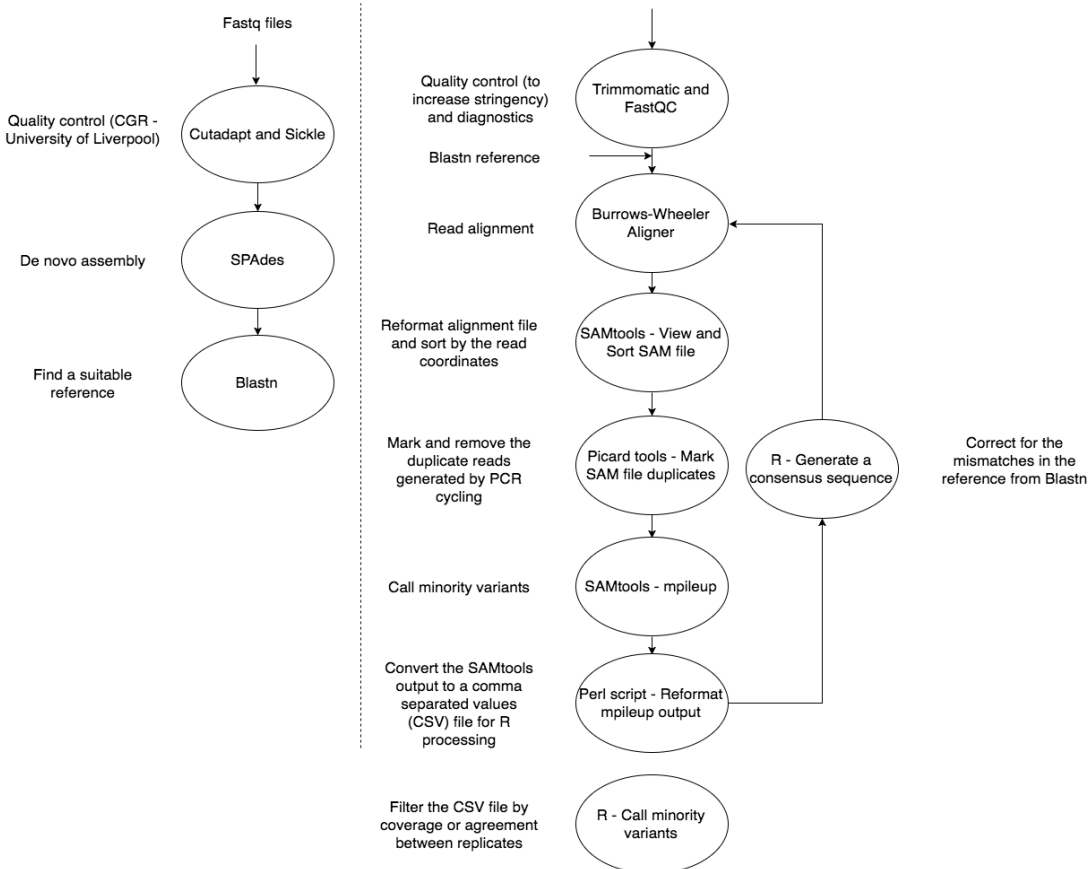 Fastq files
Quality control (CGR -
University of Liverpool)
Cutadapt and Sickle
De novo assembly
SPAdes
Find a suitable
reference
Blastn
Quality control (to
increase stringency)
and diagnostics
Trimmomatic and
FastQC
Blastn reference
Read alignment
Burrows-Wheeler
Aligner
Reformat alignment file
and sort by the read
coordinates
SAMtools - View and
Sort SAM file
Mark and remove the
duplicate reads
generated by PCR
cycling
Picard tools - Mark
SAM file duplicates
R - Generate a
consensus sequence
Correct for the
mismatches in the
reference from Blastn
Call minority variants
SAMtools - mpileup
Convert the SAMtools
output to a comma
separated values
(CSV) file for R
processing
Perl script - Reformat
mpileup output
Filter the CSV file by
coverage or agreement
between replicates
R - Call minority
variants